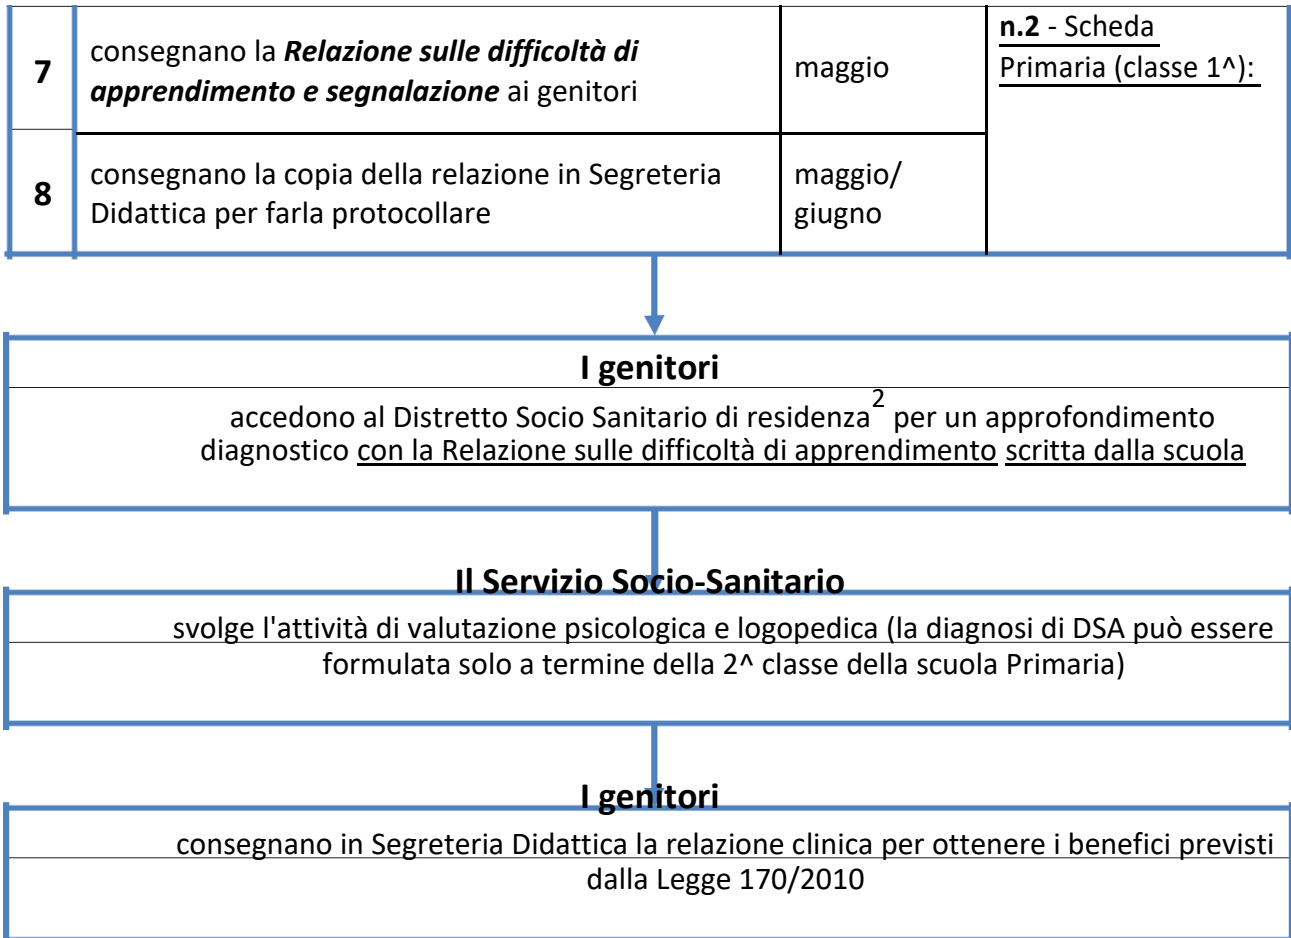 7
consegnano la Relazione sulle difficoltà di
apprendimento e segnalazione ai genitori
maggio
n.2 - Scheda
Primaria (classe 1^):
8
consegnano la copia della relazione in Segreteria
Didattica per farla protocollare
maggio/
giugno
I genitori
accedono al Distretto Socio Sanitario di residenza2 per un approfondimento
diagnostico con la Relazione sulle difficoltà di apprendimento scritta dalla scuola
Il Servizio Socio-Sanitario
svolge l'attività di valutazione psicologica e logopedica (la diagnosi di DSA può essere
formulata solo a termine della 2^ classe della scuola Primaria)
I genitori
consegnano in Segreteria Didattica la relazione clinica per ottenere i benefici previsti
dalla Legge 170/2010